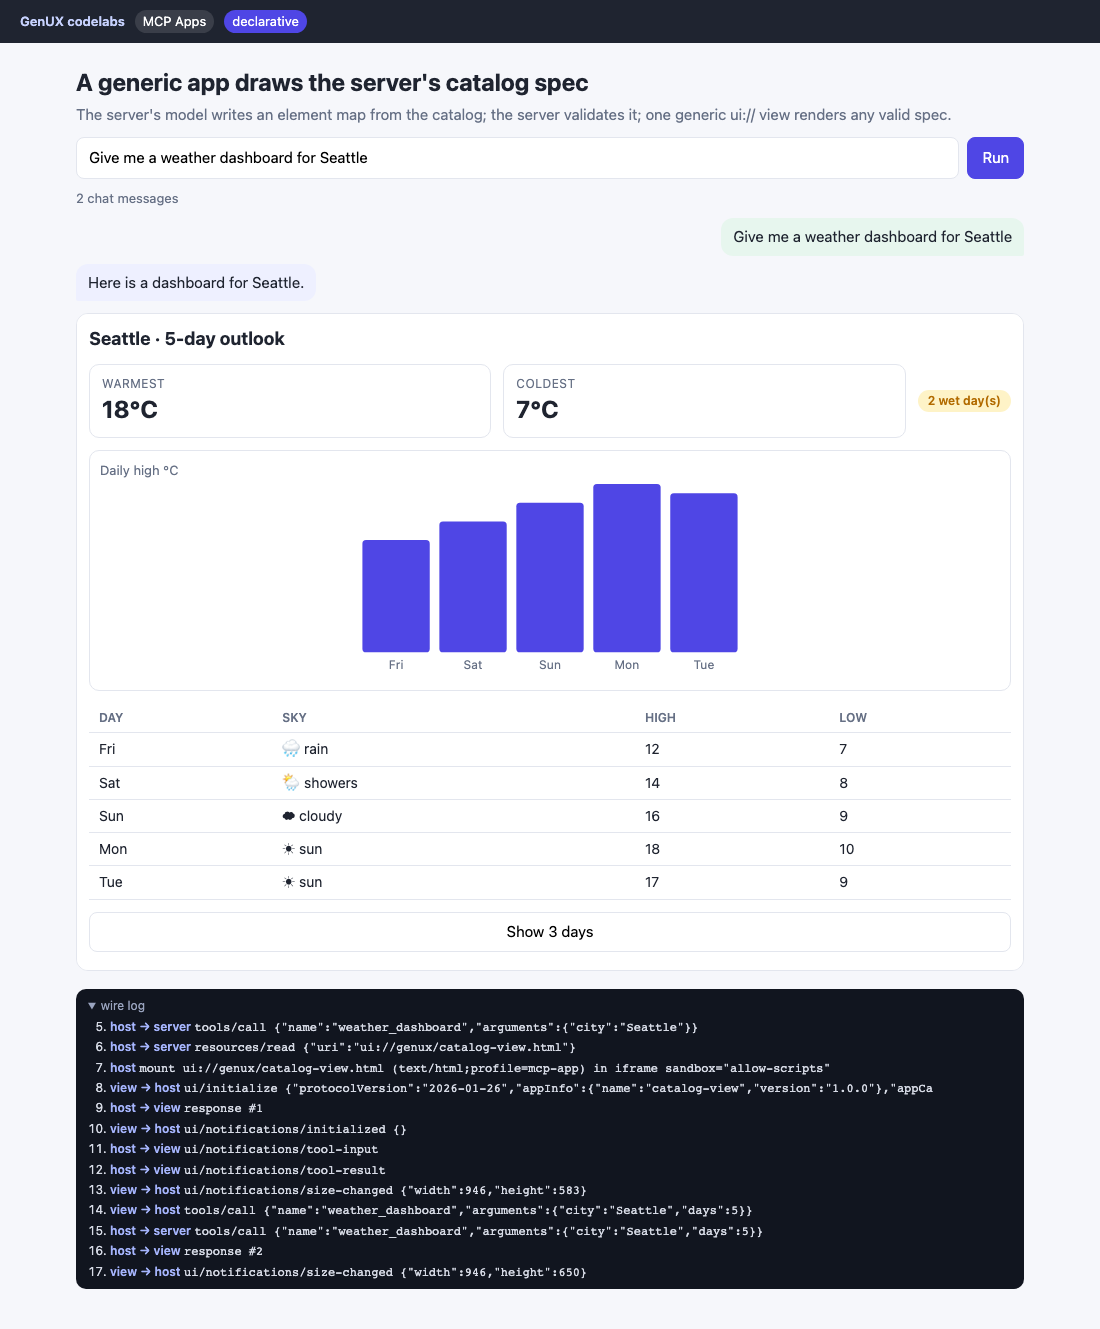 GenUX codelabs MCP Apps declarative
A generic app draws the server's catalog spec
The server's model writes an element map from the catalog; the server validates it; one generic ui:// view renders any valid spec.
Give me a weather dashboard for Seattle Run
2 chat messages
Give me a weather dashboard for Seattle
Here is a dashboard for Seattle.
Seattle · 5-day outlook
WARMEST COLDEST
18°C 7°C 2 wet day(s)
Daily high °C
Fri Sat Sun Mon Tue
DAY SKY HIGH LOW
Fri 🌧️ rain 12 7
Sat 🌦️ showers 14 8
Sun ☁ cloudy 16 9
Mon ☀ sun 18 10
Tue ☀ sun 17 9
Show 3 days
▼ wire log
5. host → server tools/call {"name":"weather_dashboard","arguments":{"city":"Seattle"}}
6. host → server resources/read {"uri":"ui://genux/catalog-view.html"}
7. host mount ui://genux/catalog-view.html (text/html;profile=mcp-app) in iframe sandbox="allow-scripts"
8. view → host ui/initialize {"protocolVersion":"2026-01-26","appInfo":{"name":"catalog-view","version":"1.0.0"},"appCa
9. host → view response #1
10. view → host ui/notifications/initialized {}
11. host → view ui/notifications/tool-input
12. host → view ui/notifications/tool-result
13. view → host ui/notifications/size-changed {"width":946,"height":583}
14. view → host tools/call {"name":"weather_dashboard","arguments":{"city":"Seattle","days":5}}
15. host → server tools/call {"name":"weather_dashboard","arguments":{"city":"Seattle","days":5}}
16. host → view response #2
17. view → host ui/notifications/size-changed {"width":946,"height":650}